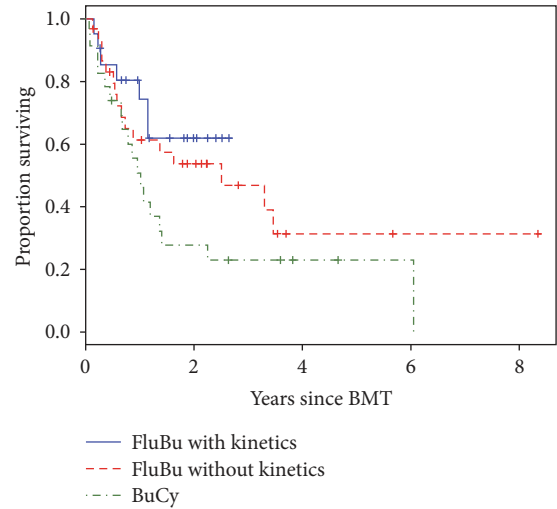 1.0
0.8
0.6
0.4
0.2
0.0
Proportion surviving
0 2 4 6 8
Years since BMT
FluBu with kinetics
FluBu without kinetics
BuCy